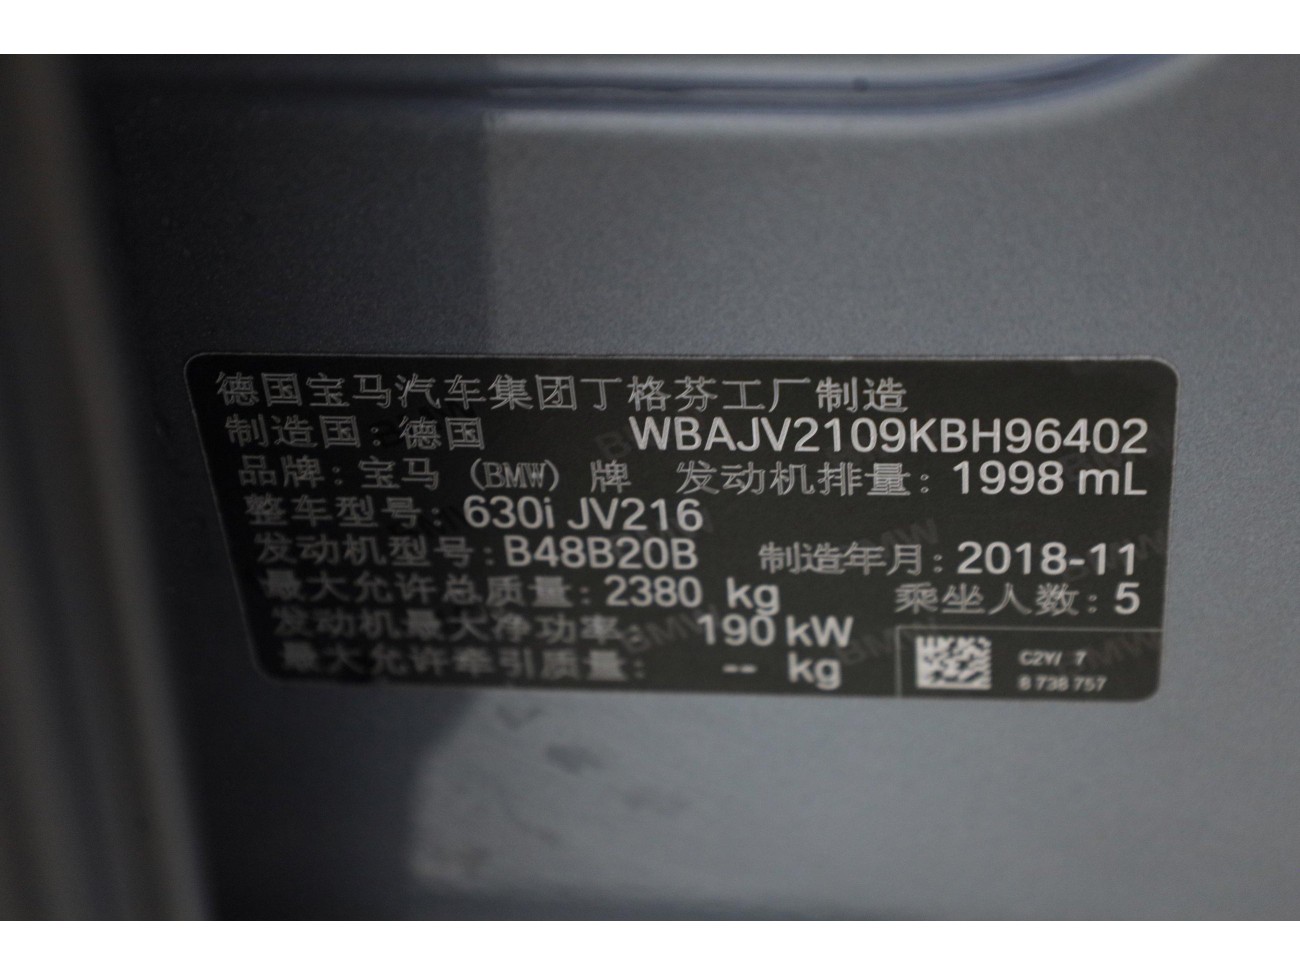 德国宝马汽车集团丁格芬工厂制造
制造国：德国 WBAJV2109KBH96402
品牌：宝马（BMW）牌 发动机排量：1998 mL
整车型号：630i JV216
发动机型号：B48B20B 制造年月：2018-11
最大允许总质量：2380 kg 乘坐人数：5
发动机最大净功率：190 kW
最大允许牵引质量：-- kg
C2Y/ 7
8 738 757